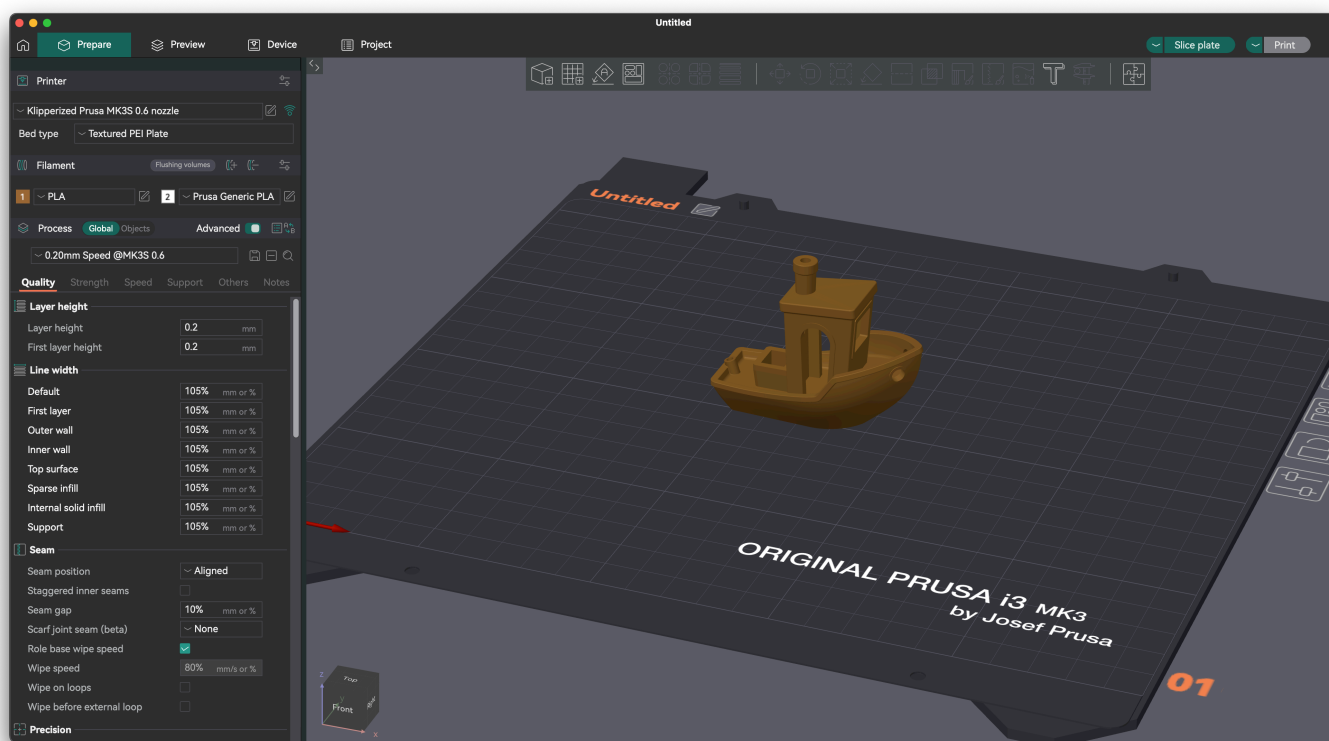 Untitled
Prepare Preview Device Project Slice plate Print
Printer
Klipperized Prusa MK3S 0.6 nozzle
Bed type Textured PEI Plate
Filament Flushing volumes
1 PLA 2 Prusa Generic PLA
Process Global Objects Advanced
0.20mm Speed @MK3S 0.6
Quality Strength Speed Support Others Notes
Layer height
Layer height 0.2 mm
First layer height 0.2 mm
Line width
Default 105% mm or %
First layer 105% mm or %
Outer wall 105% mm or %
Inner wall 105% mm or %
Top surface 105% mm or %
Sparse infill 105% mm or %
Internal solid infill 105% mm or %
Support 105% mm or %
Seam
Seam position Aligned
Staggered inner seams
Seam gap 10% mm or %
Scarf joint seam (beta) None
Role base wipe speed
Wipe speed 80% mm/s or %
Wipe on loops
Wipe before external loop
Precision
Untitled
ORIGINAL PRUSA i3 MK3
by Josef Prusa
01
Top
Front
z
y
x